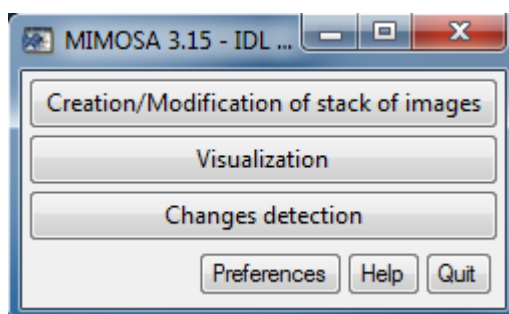 MIMOSA 3.15 - IDL ...
Creation/Modification of stack of images
Visualization
Changes detection
Preferences Help Quit